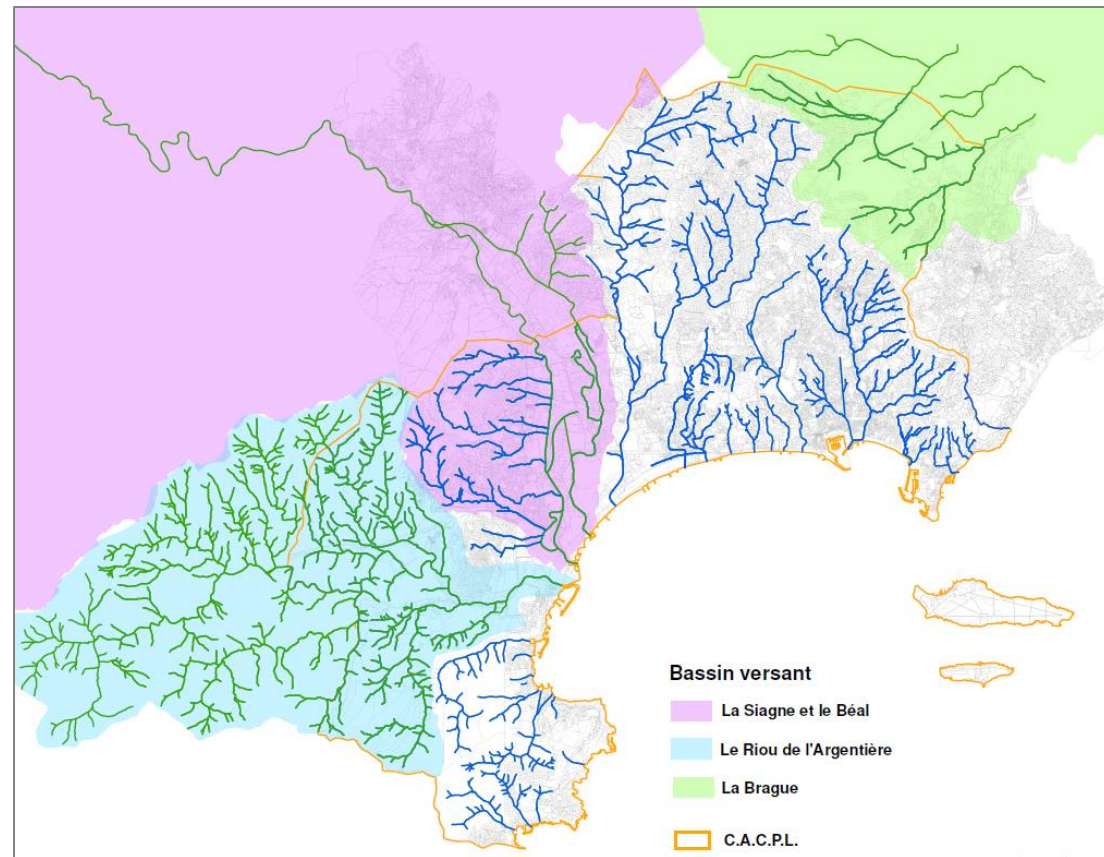 Bassin versant
La Siagne et le Béal
Le Riou de l'Argentière
La Brague
C.A.C.P.L.